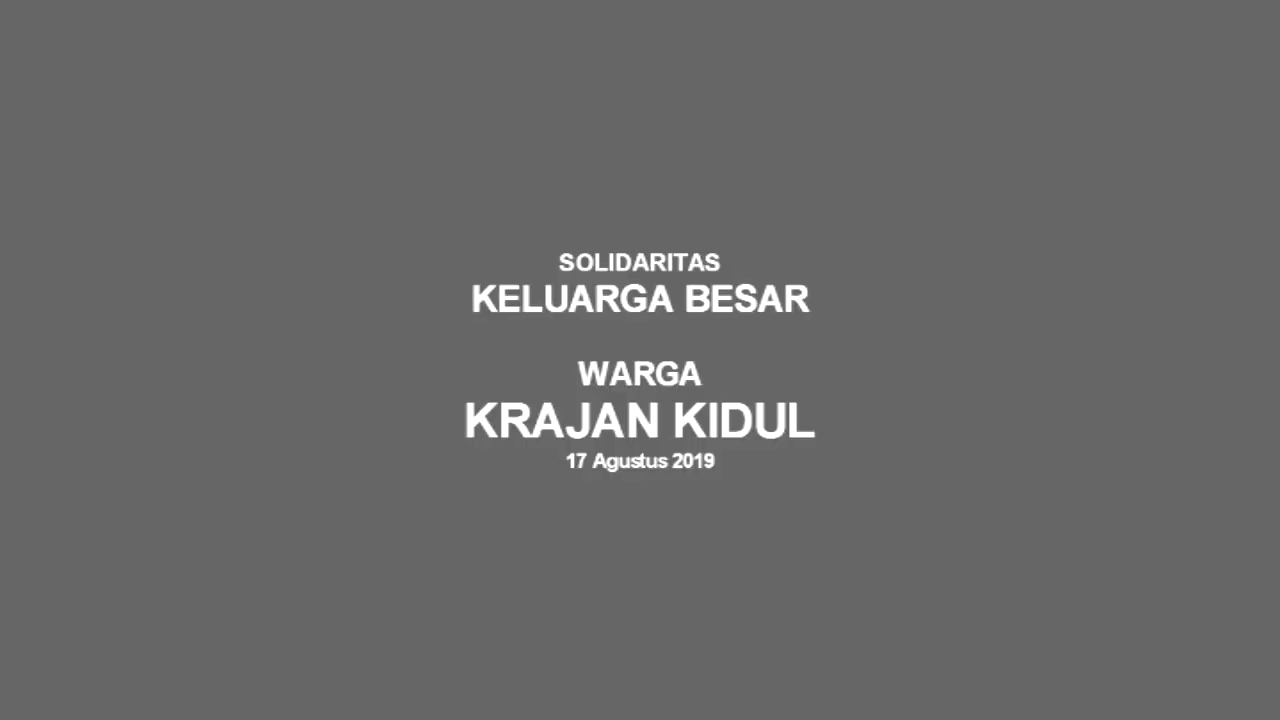 SOLIDARITAS
KELUARGA BESAR
WARGA
KRAJAN KIDUL
17 Agustus 2019